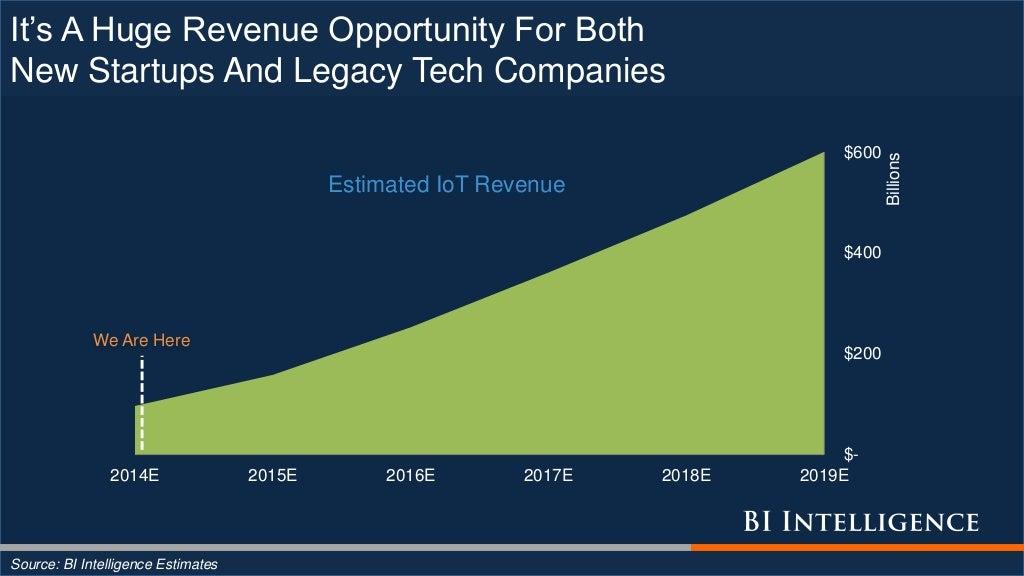 It's A Huge Revenue Opportunity For Both
New Startups And Legacy Tech Companies
Estimated IoT Revenue
We Are Here
$600
$400
$200
$-
Billions
2014E 2015E 2016E 2017E 2018E 2019E
BI INTELLIGENCE
Source: BI Intelligence Estimates